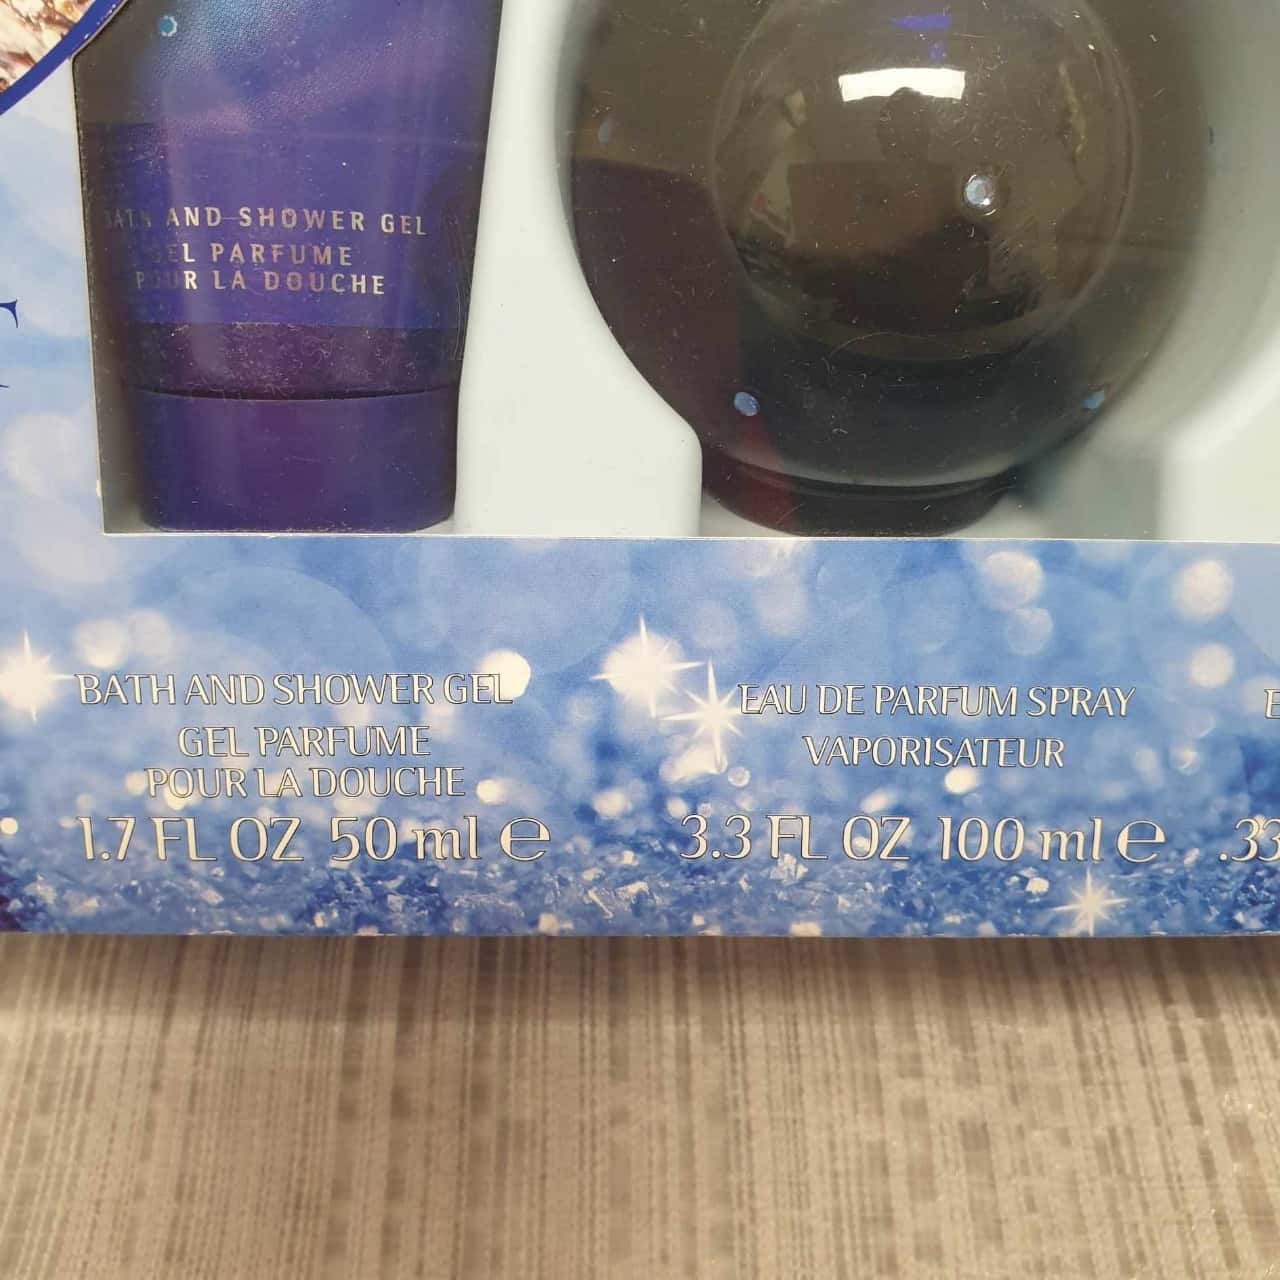 BATH AND SHOWER GEL
GEL PARFUME
POUR LA DOUCHE
BATH AND SHOWER GEL
GEL PARFUME
POUR LA DOUCHE
1.7 FL OZ 50 ml e
EAU DE PARFUM SPRAY
VAPORISATEUR
3.3 FL OZ 100 ml e
.33